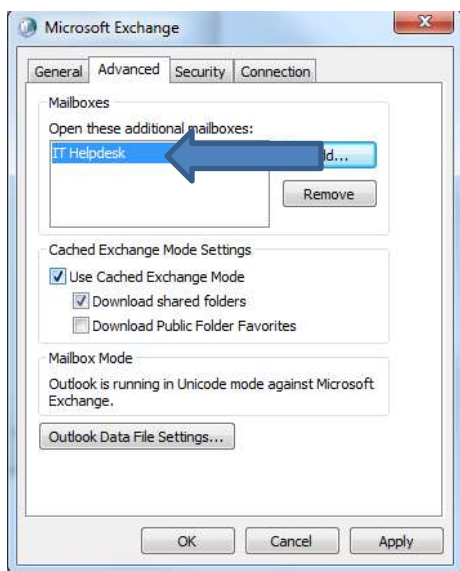 Microsoft Exchange
General Advanced Security Connection
Mailboxes
Open these additional mailboxes:
IT Helpdesk
Remove
Cached Exchange Mode Settings
Use Cached Exchange Mode
Download shared folders
Download Public Folder Favorites
Mailbox Mode
Outlook is running in Unicode mode against Microsoft
Exchange.
Outlook Data File Settings...
OK Cancel Apply